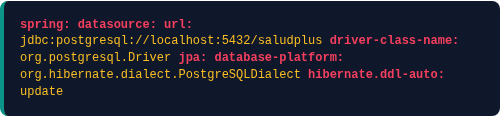 spring: datasource: url:
jdbc:postgresql://localhost:5432/saludplus driver-class-name:
org.postgresql.Driver jpa: database-platform:
org.hibernate.dialect.PostgreSQLDialect hibernate.ddl-auto:
update